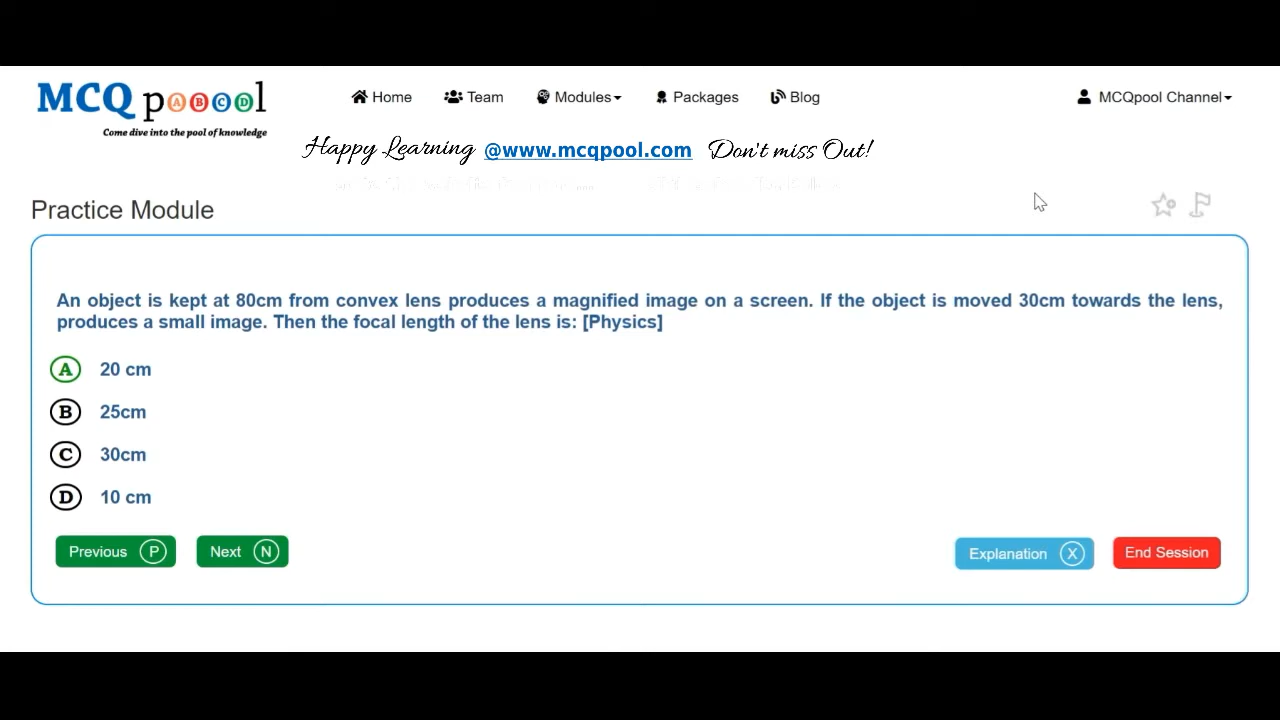 MCQ pooool
A B C D
Come dive into the pool of knowledge
Home Team Modules Packages Blog MCQpool Channel
Happy Learning @www.mcqpool.com Don't miss Out!
Practice Module
An object is kept at 80cm from convex lens produces a magnified image on a screen. If the object is moved 30cm towards the lens,
produces a small image. Then the focal length of the lens is: [Physics]
A 20 cm
B 25cm
C 30cm
D 10 cm
Previous P Next N Explanation X End Session